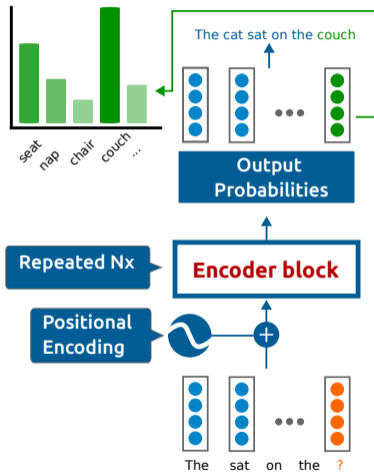 The cat sat on the couch
seat
nap
chair
couch
...
Output
Probabilities
Repeated Nx
Encoder block
Positional
Encoding
+
The sat on the ?